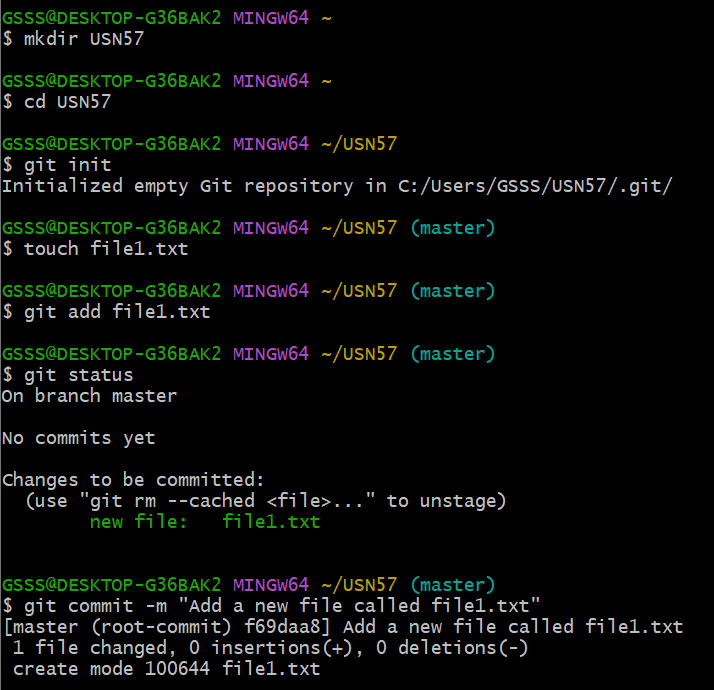 GSSS@DESKTOP-G36BAK2 MINGW64 ~
$ mkdir USN57
GSSS@DESKTOP-G36BAK2 MINGW64 ~
$ cd USN57
GSSS@DESKTOP-G36BAK2 MINGW64 ~/USN57
$ git init
Initialized empty Git repository in C:/Users/GSSS/USN57/.git/
GSSS@DESKTOP-G36BAK2 MINGW64 ~/USN57 (master)
$ touch file1.txt
GSSS@DESKTOP-G36BAK2 MINGW64 ~/USN57 (master)
$ git add file1.txt
GSSS@DESKTOP-G36BAK2 MINGW64 ~/USN57 (master)
$ git status
On branch master
No commits yet
Changes to be committed:
  (use "git rm --cached <file>..." to unstage)
        new file:   file1.txt
GSSS@DESKTOP-G36BAK2 MINGW64 ~/USN57 (master)
$ git commit -m "Add a new file called file1.txt"
[master (root-commit) f69daa8] Add a new file called file1.txt
 1 file changed, 0 insertions(+), 0 deletions(-)
 create mode 100644 file1.txt